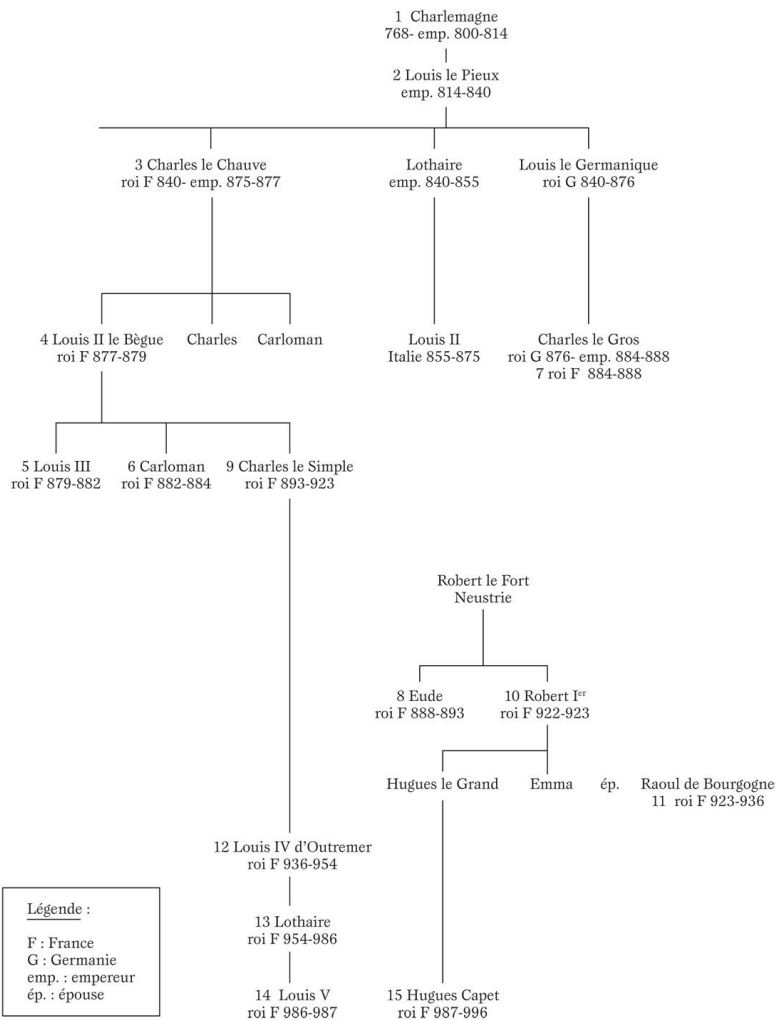 1 Charlemagne
768- emp. 800-814
2 Louis le Pieux
emp. 814-840
3 Charles le Chauve
roi F 840- emp. 875-877
Lothaire
emp. 840-855
Louis le Germanique
roi G 840-876
4 Louis II le Bègue
roi F 877-879
Charles
Carloman
Louis II
Italie 855-875
Charles le Gros
roi G 876- emp. 884-888
7 roi F 884-888
5 Louis III
roi F 879-882
6 Carloman
roi F 882-884
9 Charles le Simple
roi F 893-923
Robert le Fort
Neustrie
8 Eude
roi F 888-893
10 Robert Ier
roi F 922-923
Hugues le Grand
Emma
ép.
Raoul de Bourgogne
11 roi F 923-936
12 Louis IV d'Outremer
roi F 936-954
13 Lothaire
roi F 954-986
14 Louis V
roi F 986-987
15 Hugues Capet
roi F 987-996
Légende :
F : France
G : Germanie
emp. : empereur
ép. : épouse